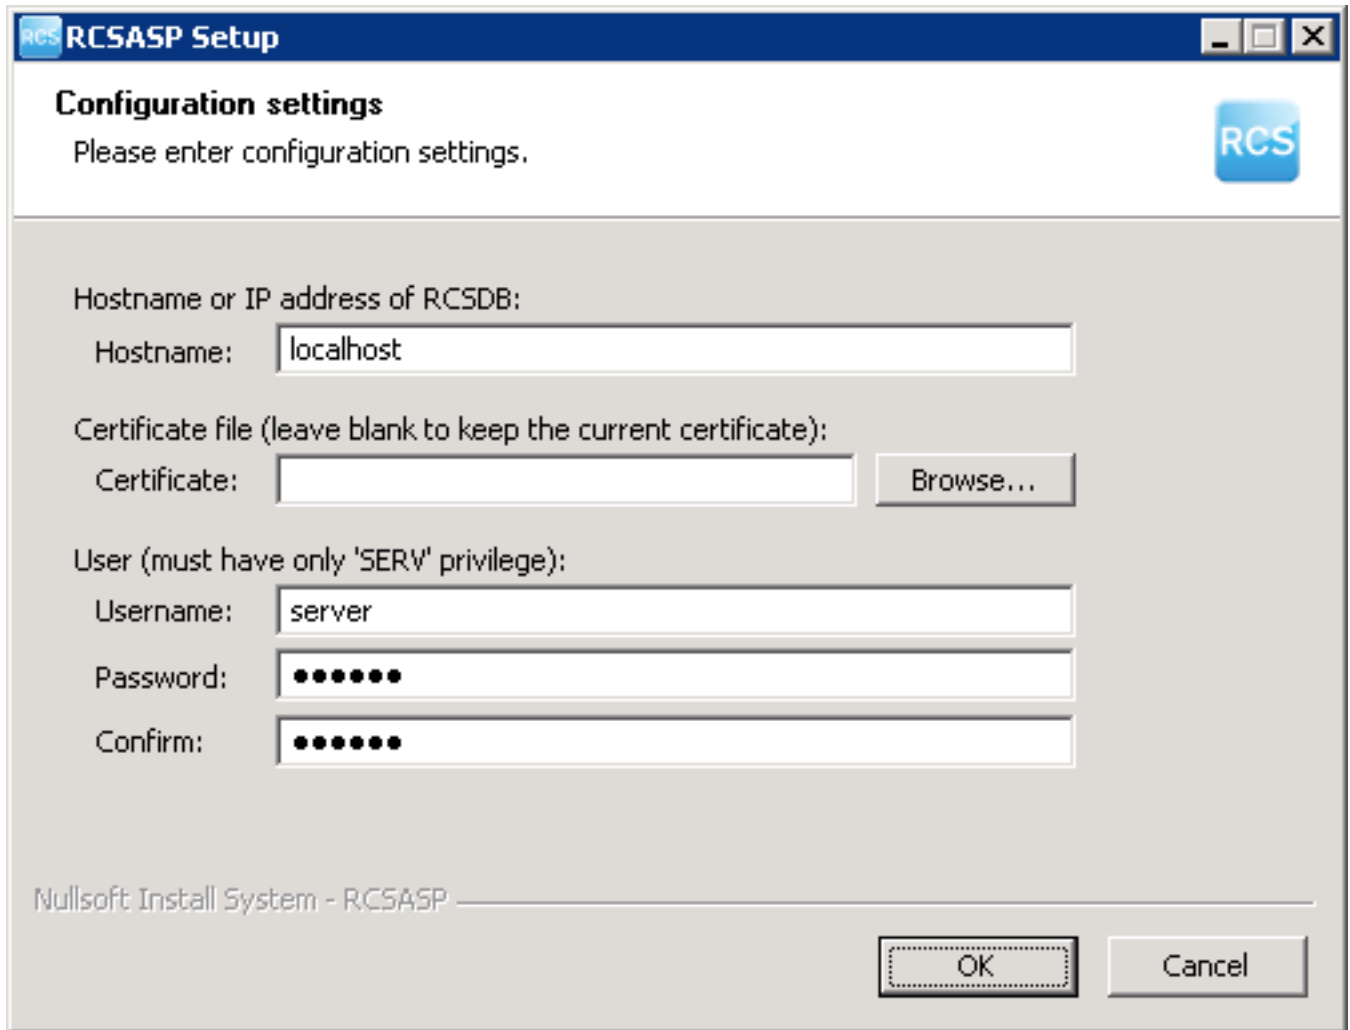 RCS RCSASP Setup
Configuration settings
Please enter configuration settings.
RCS
Hostname or IP address of RCSDB:
Hostname: localhost
Certificate file (leave blank to keep the current certificate):
Certificate: Browse...
User (must have only 'SERV' privilege):
Username: server
Password: ●●●●●●
Confirm: ●●●●●●
Nullsoft Install System - RCSASP
OK Cancel